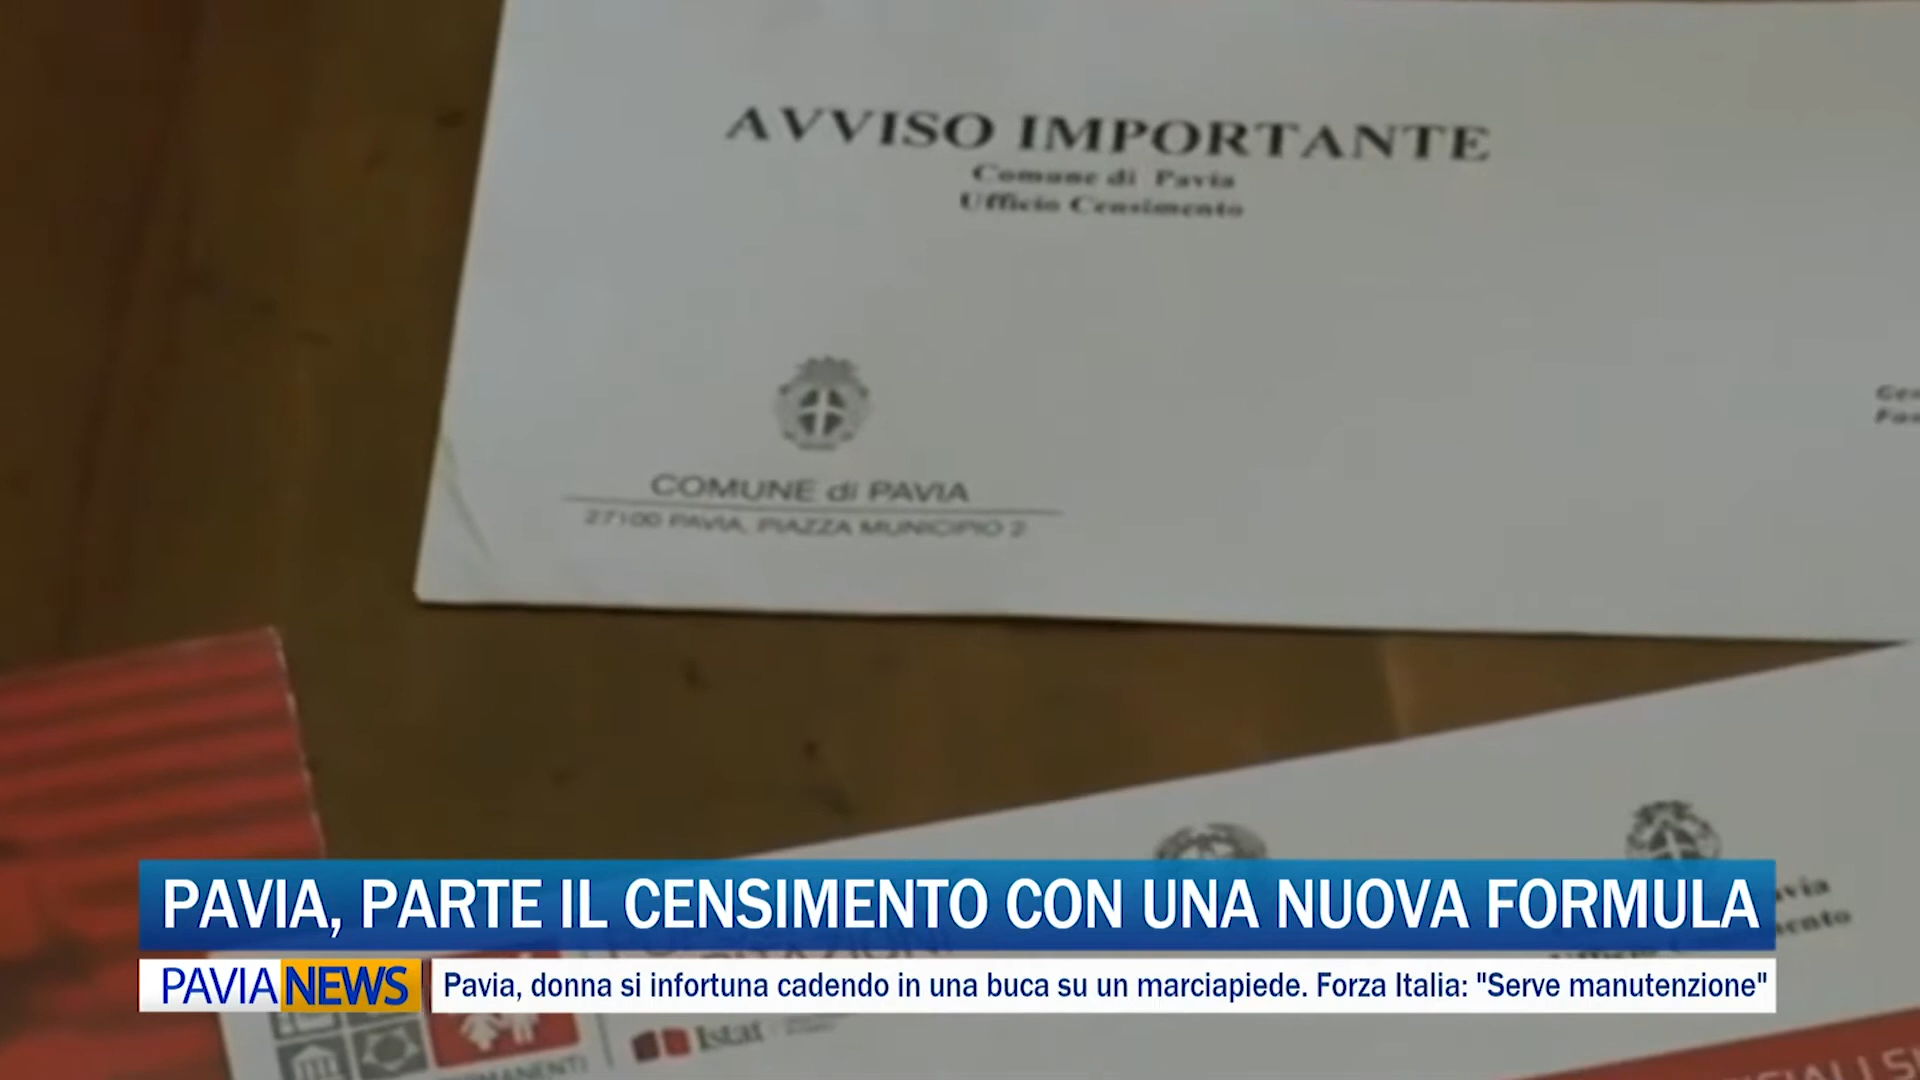 AVVISO IMPORTANTE
Comune di Pavia
Ufficio Censimento
COMUNE di PAVIA
27100 PAVIA, PIAZZA MUNICIPIO 2
PAVIA, PARTE IL CENSIMENTO CON UNA NUOVA FORMULA
PAVIA NEWS
Pavia, donna si infortuna cadendo in una buca su un marciapiede. Forza Italia: "Serve manutenzione"
Istat